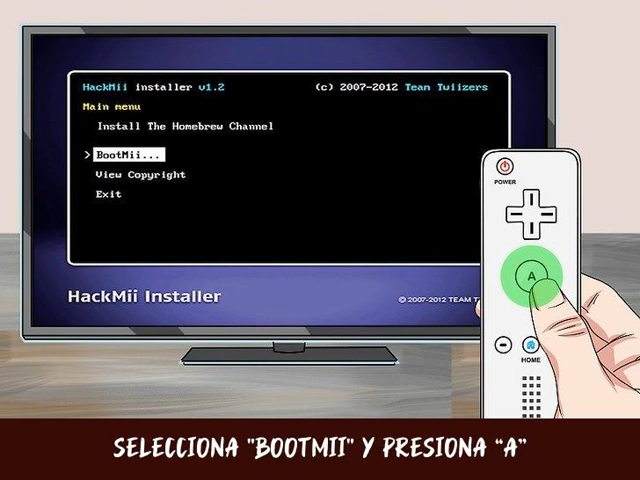 HackMii installer v1.2 (c) 2007-2012 Team Twiizers
Main menu
Install The Homebrew Channel
> BootMii...
View Copyright
Exit
HackMii Installer
© 2007-2012 TEAM
POWER
A
HOME
SELECCIONA "BOOTMII" Y PRESIONA “A”